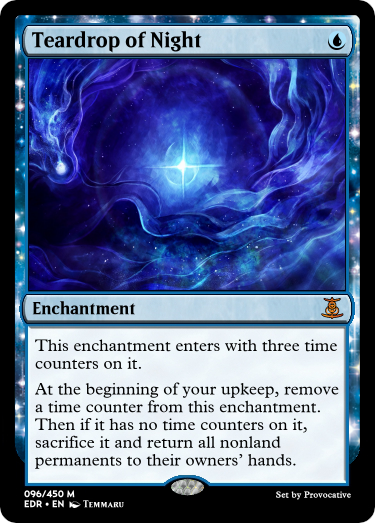 Teardrop of Night
Enchantment
This enchantment enters with three time
counters on it.
At the beginning of your upkeep, remove
a time counter from this enchantment.
Then if it has no time counters on it,
sacrifice it and return all nonland
permanents to their owners' hands.
096/450 M
EDR • EN Temmaru
Set by Provocative